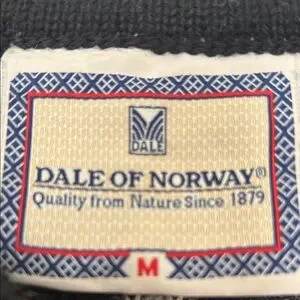 DALE
DALE OF NORWAY®
Quality from Nature Since 1879
M